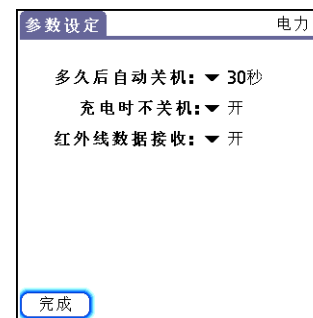 参数设定 电力
多久后自动关机: 30秒
充电时不关机: 开
红外线数据接收: 开
完成